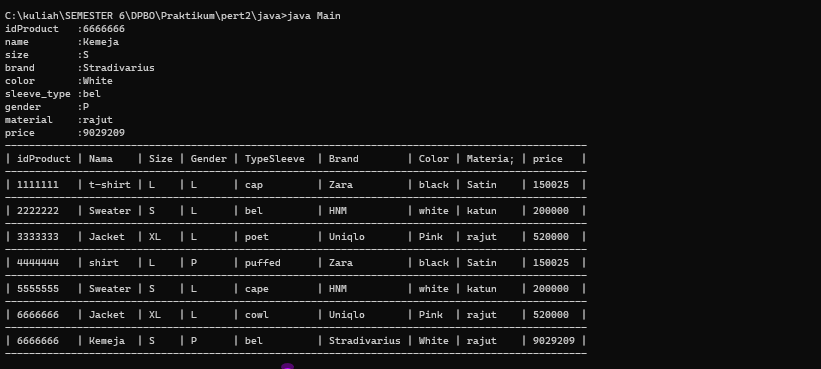 C:\kuliah\SEMESTER 6\DPBO\Praktikum\pert2\java>java Main
idProduct   :6666666
name        :Kemeja
size        :S
brand       :Stradivarius
color       :White
sleeve_type :bel
gender      :P
material    :rajut
price       :9029209
-------------------------------------------------------------------------------------------------
| idProduct | Nama    | Size | Gender | TypeSleeve  | Brand        | Color | Materia; | price   |
-------------------------------------------------------------------------------------------------
| 1111111   | t-shirt | L    | L      | cap         | Zara         | black | Satin    | 150025  |
-------------------------------------------------------------------------------------------------
| 2222222   | Sweater | S    | L      | bel         | HNM          | white | katun    | 200000  |
-------------------------------------------------------------------------------------------------
| 3333333   | Jacket  | XL   | L      | poet        | Uniqlo       | Pink  | rajut    | 520000  |
-------------------------------------------------------------------------------------------------
| 4444444   | shirt   | L    | P      | puffed      | Zara         | black | Satin    | 150025  |
-------------------------------------------------------------------------------------------------
| 5555555   | Sweater | S    | L      | cape        | HNM          | white | katun    | 200000  |
-------------------------------------------------------------------------------------------------
| 6666666   | Jacket  | XL   | L      | cowl        | Uniqlo       | Pink  | rajut    | 520000  |
-------------------------------------------------------------------------------------------------
| 6666666   | Kemeja  | S    | P      | bel         | Stradivarius | White | rajut    | 9029209 |
-------------------------------------------------------------------------------------------------